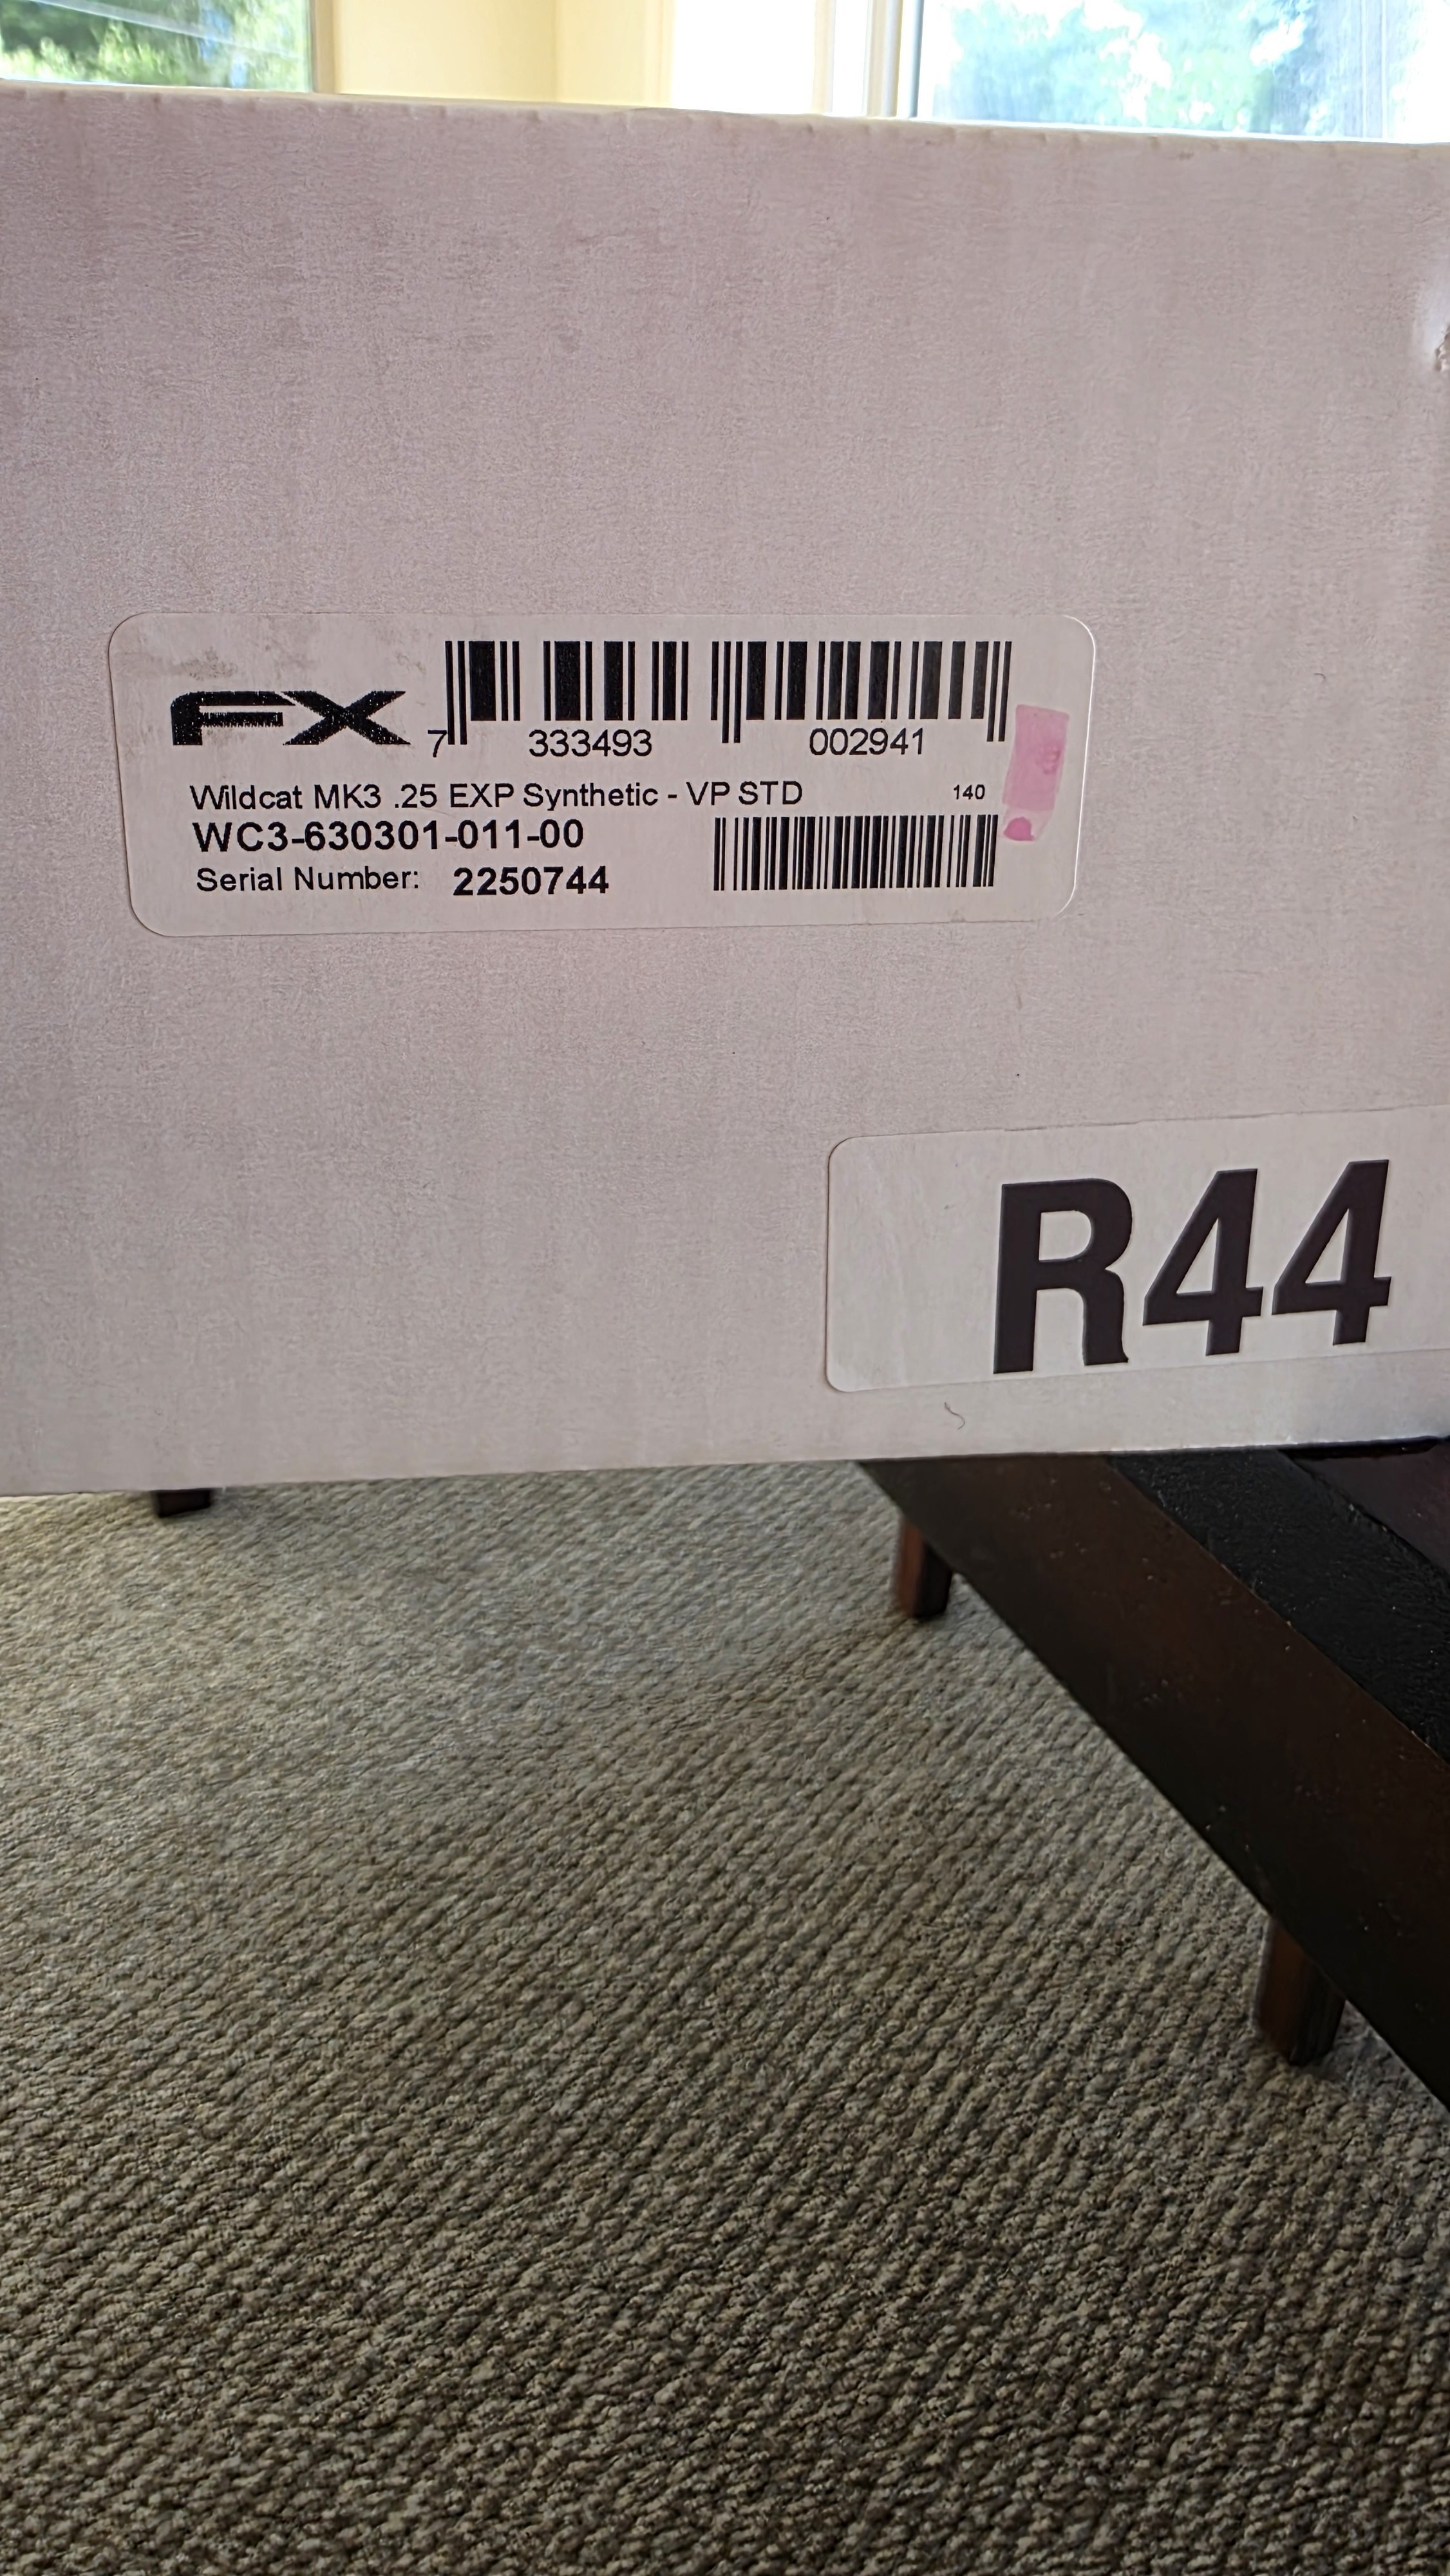 FX
7 333493 002941
Wildcat MK3 .25 EXP Synthetic - VP STD 140
WC3-630301-011-00
Serial Number: 2250744
R44